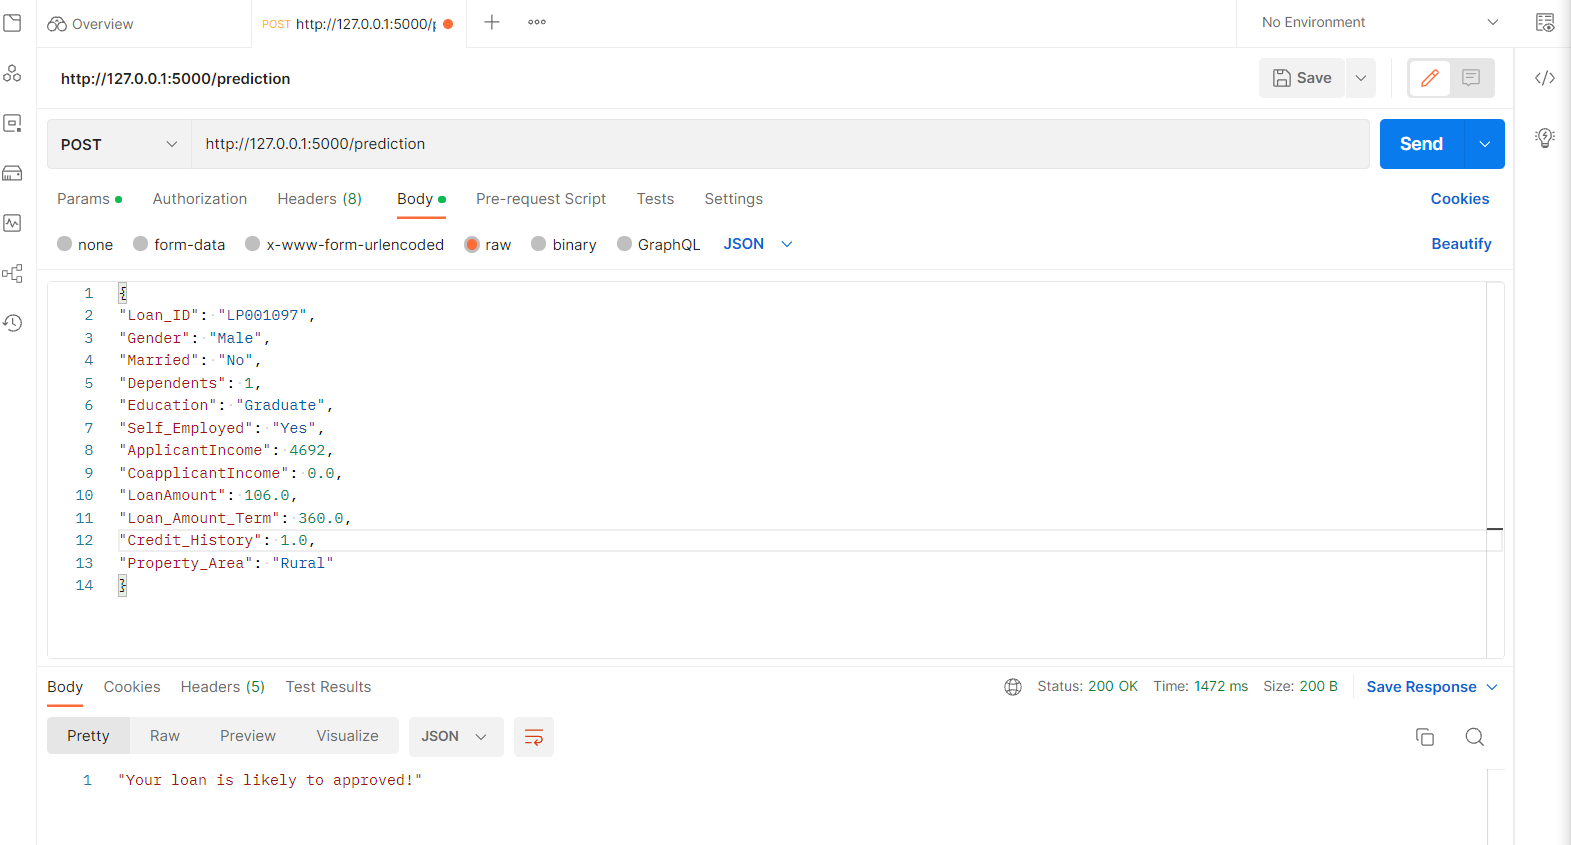 Overview
POST http://127.0.0.1:5000/p
No Environment
http://127.0.0.1:5000/prediction
Save
POST
http://127.0.0.1:5000/prediction
Send
Params Authorization Headers (8) Body Pre-request Script Tests Settings Cookies
none form-data x-www-form-urlencoded raw binary GraphQL JSON Beautify
1 {
2 "Loan_ID": "LP001097",
3 "Gender": "Male",
4 "Married": "No",
5 "Dependents": 1,
6 "Education": "Graduate",
7 "Self_Employed": "Yes",
8 "ApplicantIncome": 4692,
9 "CoapplicantIncome": 0.0,
10 "LoanAmount": 106.0,
11 "Loan_Amount_Term": 360.0,
12 "Credit_History": 1.0,
13 "Property_Area": "Rural"
14 }
Body Cookies Headers (5) Test Results Status: 200 OK Time: 1472 ms Size: 200 B Save Response
Pretty Raw Preview Visualize JSON
1 "Your loan is likely to approved!"